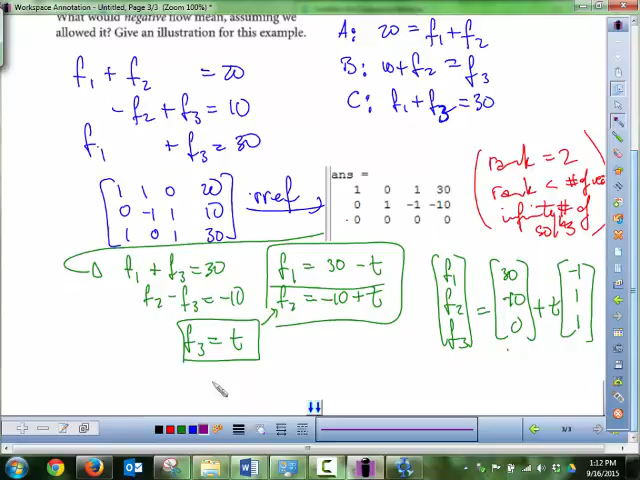 Workspace Annotation - Untitled, Page 3/3 (Zoom 100%)
What would negative flow mean, assuming we
allowed it? Give an illustration for this example.
A: 20 = f₁ + f₂
B: 10 + f₂ = f₃
C: f₁ + f₃ = 30
f₁ + f₂ = 20
- f₂ + f₃ = 10
f₁ + f₃ = 30
1 1 0 20
0 -1 1 10
1 0 1 30
rref
ans =
1 0 1 30
0 1 -1 -10
0 0 0 0
rank = 2
rank < # of
infinity # of
sol's
f₁ + f₃ = 30
f₂ - f₃ = -10
f₃ = t
f₁ = 30 - t
f₂ = -10 + t
f₁ 30 -1
f₂ = -10 + t 1
f₃ 0 1
3/3
1:12 PM
9/16/2015